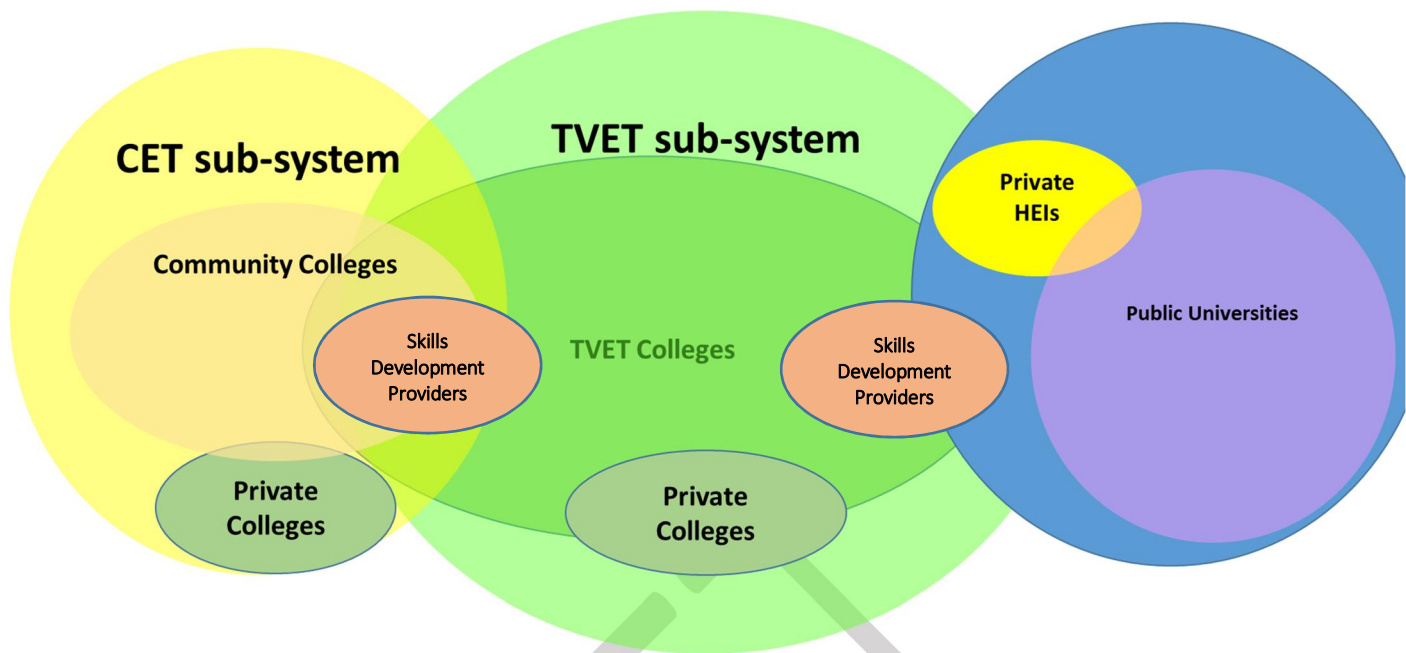 CET sub-system
TVET sub-system
Private
HEIs
Community Colleges
Public Universities
Skills
Development
Providers
TVET Colleges
Skills
Development
Providers
Private
Colleges
Private
Colleges